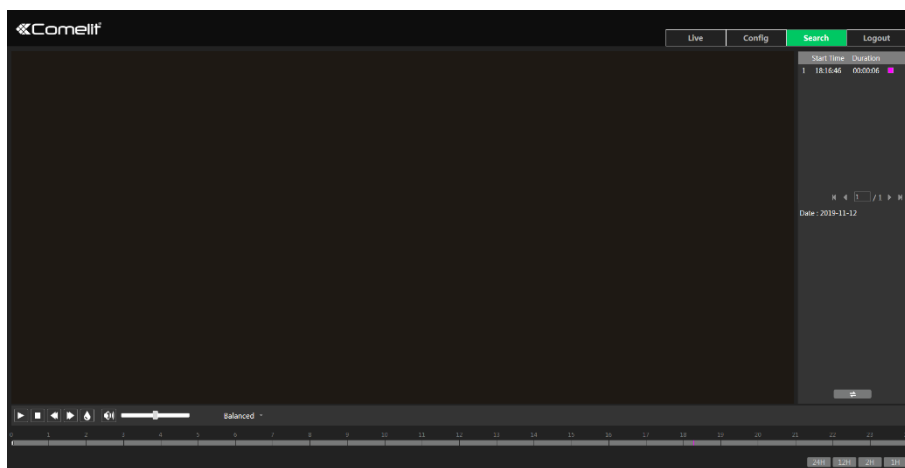 Comelit
Live Config Search Logout
Start Time Duration
1 18:16:46 00:00:06
1 / 1
Date : 2019-11-12
Balanced
0 1 2 3 4 5 6 7 8 9 10 11 12 13 14 15 16 17 18 19 20 21 22 23
24H 12H 2H 1H